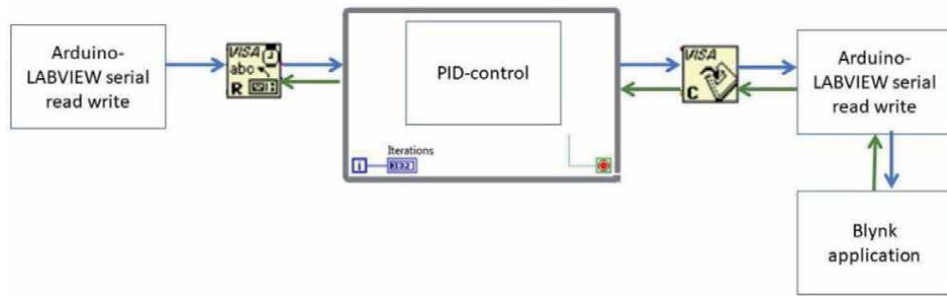 Arduino-
LABVIEW serial
read write
VISA
abc
R
PID-control
Iterations
i
I32
VISA
C
Arduino-
LABVIEW serial
read write
Blynk
application